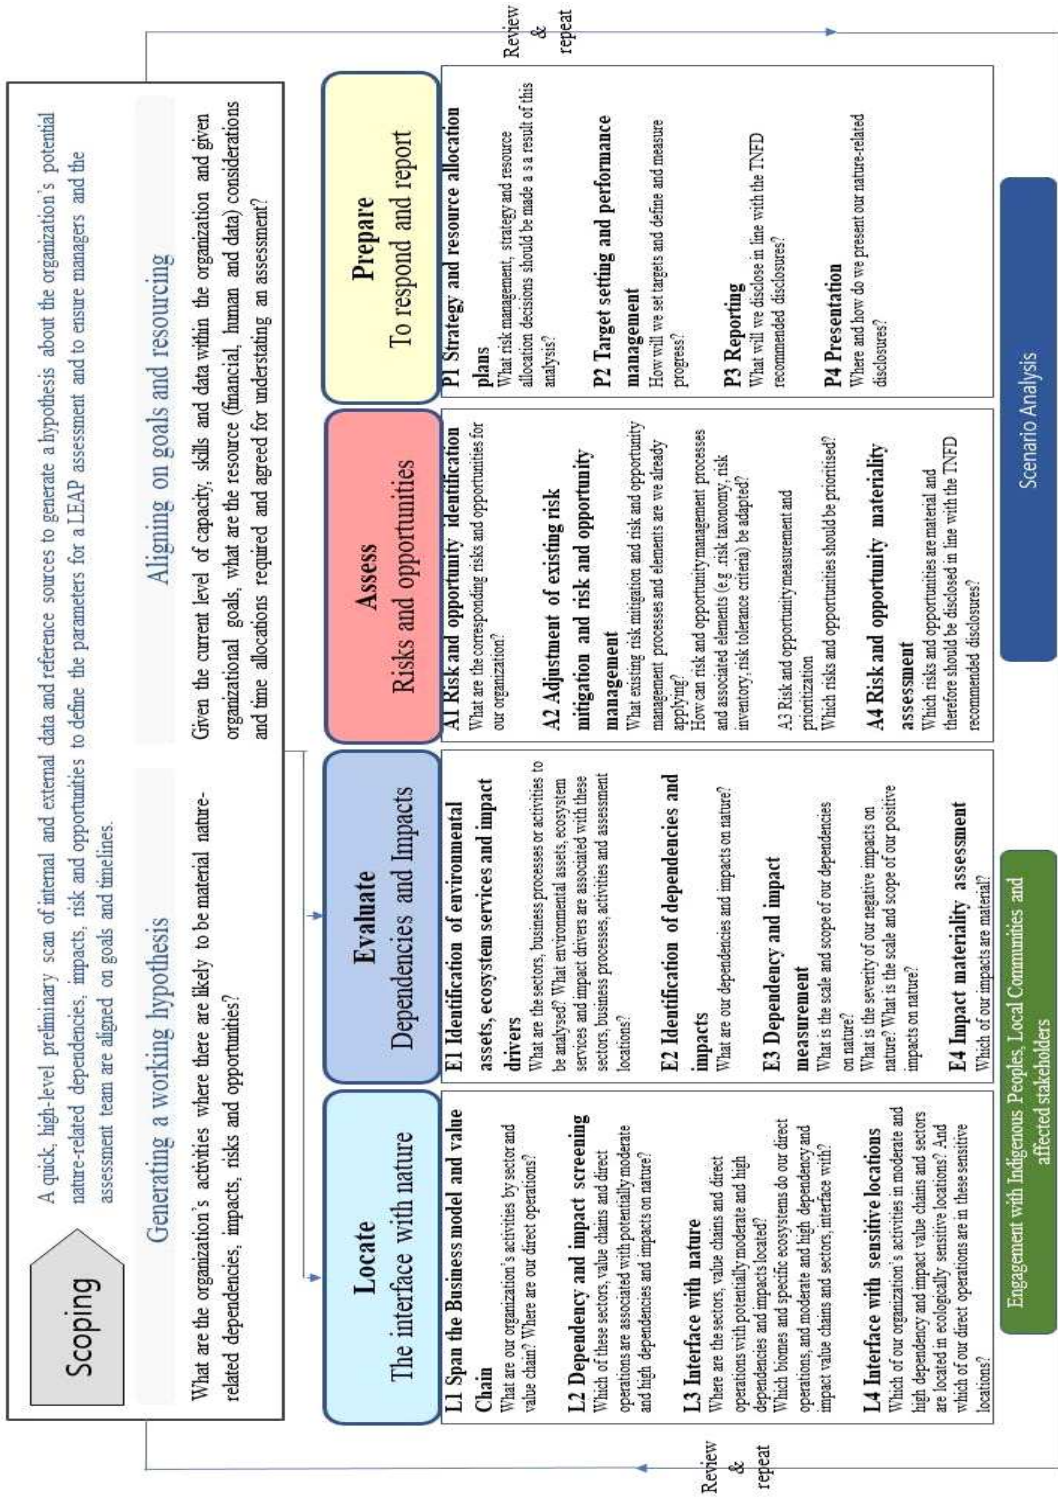 Scoping
A quick, high-level preliminary scan of internal and external data and reference sources to generate a hypothesis about the organization`s potential
nature-related dependencies, impacts, risk and opportunities to define the parameters for a LEAP assessment and to ensure managers and the
assessment team are aligned on goals and timelines.
Generating a working hypothesis
What are the organization`s activities where there are likely to be material nature-
related dependencies, impacts, risks and opportunities?
Aligning on goals and resourcing
Given the current level of capacity, skills and data within the organization and given
organizational goals, what are the resource (financial, human and data) considerations
and time allocations required and agreed for understating an assessment?
Locate
The interface with nature
L1 Span the Business model and value
Chain
What are our organization`s activities by sector and
value chain? Where are our direct operations?
L2 Dependency and impact screening
Which of these sectors, value chains and direct
operations are associated with potentially moderate
and high dependencies and impacts on nature?
L3 Interface with nature
Where are the sectors, value chains and direct
operations with potentially moderate and high
dependencies and impacts located?
Which biomes and specific ecosystems do our direct
operations, and moderate and high dependency and
impact value chains and sectors, interface with?
L4 Interface with sensitive locations
Which of our organization`s activities in moderate and
high dependency and impact value chains and sectors
are located in ecologically sensitive locations? And
which of our direct operations are in these sensitive
locations?
Evaluate
Dependencies and Impacts
E1 Identification of environmental
assets, ecosystem services and impact
drivers
What are the sectors, business processes or activities to
be analysed? What environmental assets, ecosystem
services and impact drivers are associated with these
sectors, business processes, activities and assessment
locations?
E2 Identification of dependencies and
impacts
What are our dependencies and impacts on nature?
E3 Dependency and impact
measurement
What is the scale and scope of our dependencies
on nature?
What is the severity of our negative impacts on
nature? What is the scale and scope of our positive
impacts on nature?
E4 Impact materiality assessment
Which of our impacts are material?
Assess
Risks and opportunities
A1 Risk and opportunity identification
What are the corresponding risks and opportunities for
our organization?
A2 Adjustment of existing risk
mitigation and risk and opportunity
management
What existing risk mitigation and risk and opportunity
management processes and elements are we already
applying?
How can risk and opportunity management processes
and associated elements (e.g .risk taxonomy, risk
inventory, risk tolerance criteria) be adapted?
A3 Risk and opportunity measurement and
prioritization
Which risks and opportunities should be prioritised?
A4 Risk and opportunity materiality
assessment
Which risks and opportunities are material and
therefore should be disclosed in line with the TNFD
recommended disclosures?
Prepare
To respond and report
P1 Strategy and resource allocation
plans
What risk management, strategy and resource
allocation decisions should be made a s a result of this
analysis?
P2 Target setting and performance
management
How will we set targets and define and measure
progress?
P3 Reporting
What will we disclose in line with the TNFD
recommended disclosures?
P4 Presentation
Where and how do we present our nature-related
disclosures?
Review
&
repeat
Review
&
repeat
Engagement with Indigenous Peoples, Local Communities and
affected stakeholders
Scenario Analysis